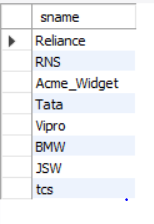 sname
Reliance
RNS
Acme_Widget
Tata
Vipro
BMW
JSW
tcs